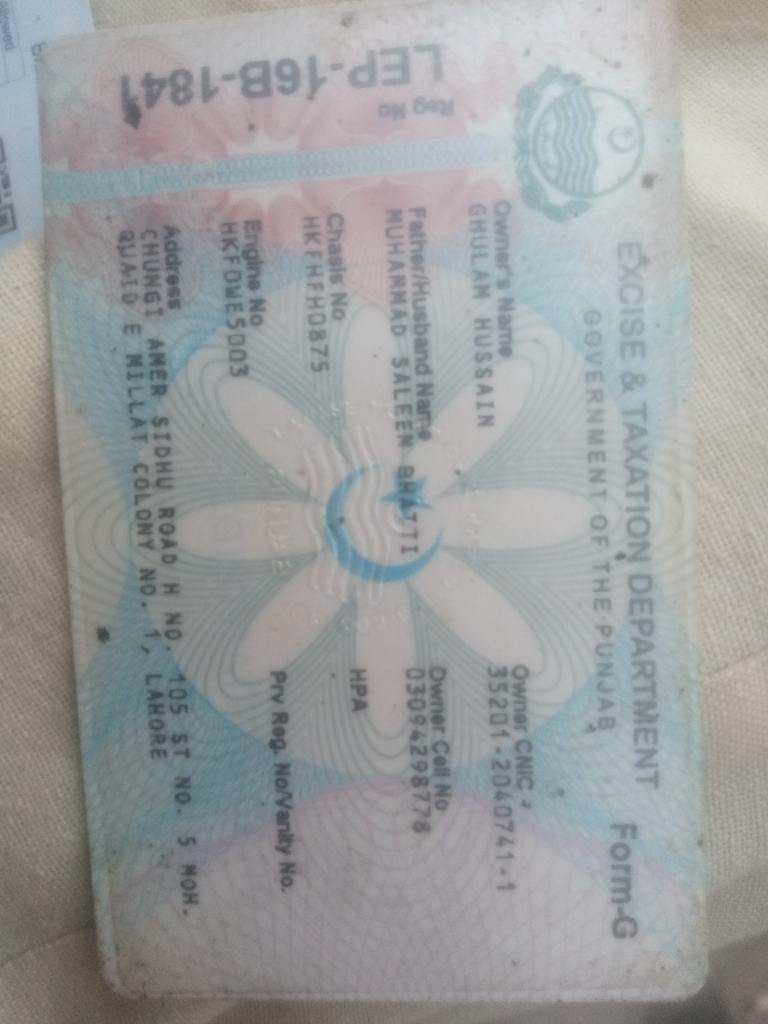 EXCISE & TAXATION DEPARTMENT Form-G
GOVERNMENT OF THE PUNJAB
Reg No
LEP-16B-1841
Owner's Name
GHULAM HUSSAIN
Owner CNIC
35201-2040741-1
Father/Husband Name
MUHAMMAD SALEEM BHATTI
Owner Cell No
03094298778
Chasis No
HKFHFH0875
HPA
Engine No
HKFDWE5003
Prv Reg. No/Vanity No.
Address
CHUNGI AMER SIDHU ROAD H NO. 105 ST NO. 5 MOH.
QUAID E MILLAT COLONY NO. 1, LAHORE